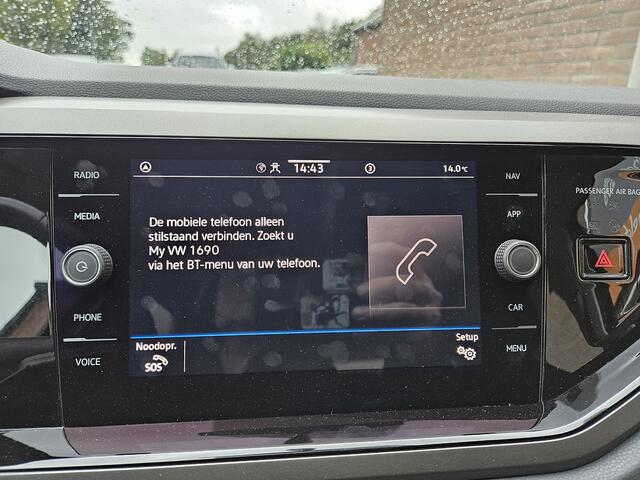 14:43
3
14.0°C
RADIO
MEDIA
PHONE
VOICE
De mobiele telefoon alleen
stilstaand verbinden. Zoekt u
My VW 1690
via het BT-menu van uw telefoon.
Noodopr.
SOS
Setup
NAV
APP
CAR
MENU
PASSENGER AIR BAG